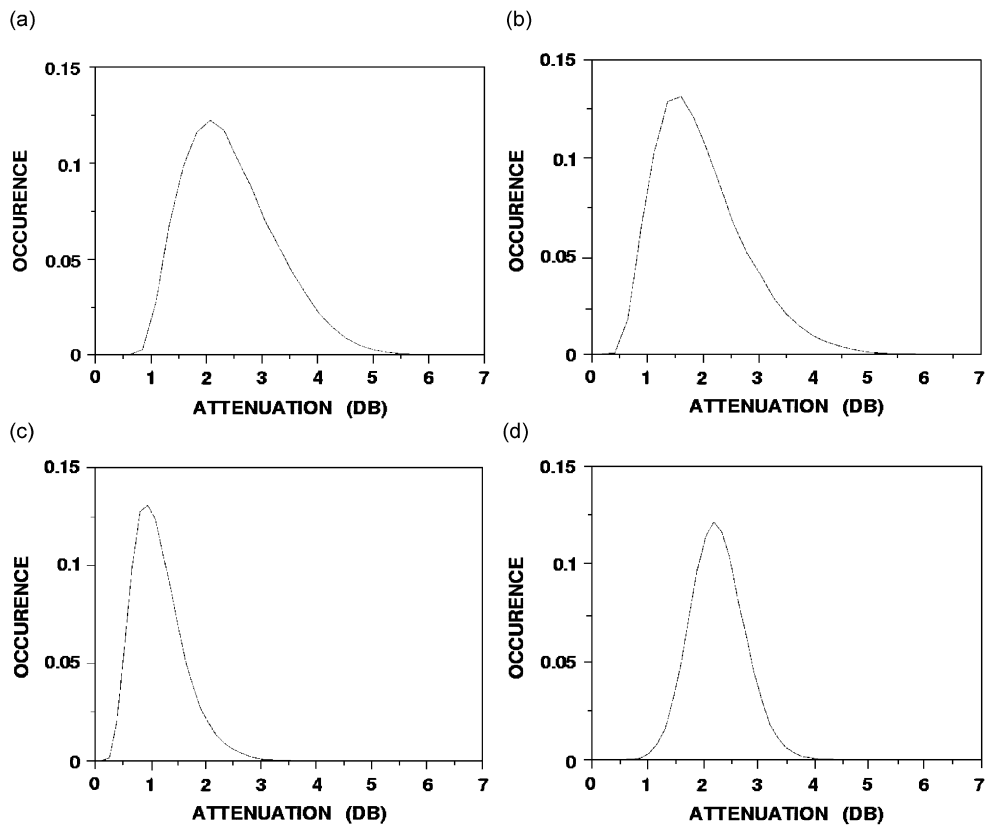 (a)
0.15
0.1
0.05
0
OCCURENCE
0 1 2 3 4 5 6 7
ATTENUATION (DB)
(b)
0.15
0.1
0.05
0
OCCURENCE
0 1 2 3 4 5 6 7
ATTENUATION (DB)
(c)
0.15
0.1
0.05
0
OCCURENCE
0 1 2 3 4 5 6 7
ATTENUATION (DB)
(d)
0.15
0.1
0.05
0
OCCURENCE
0 1 2 3 4 5 6 7
ATTENUATION (DB)